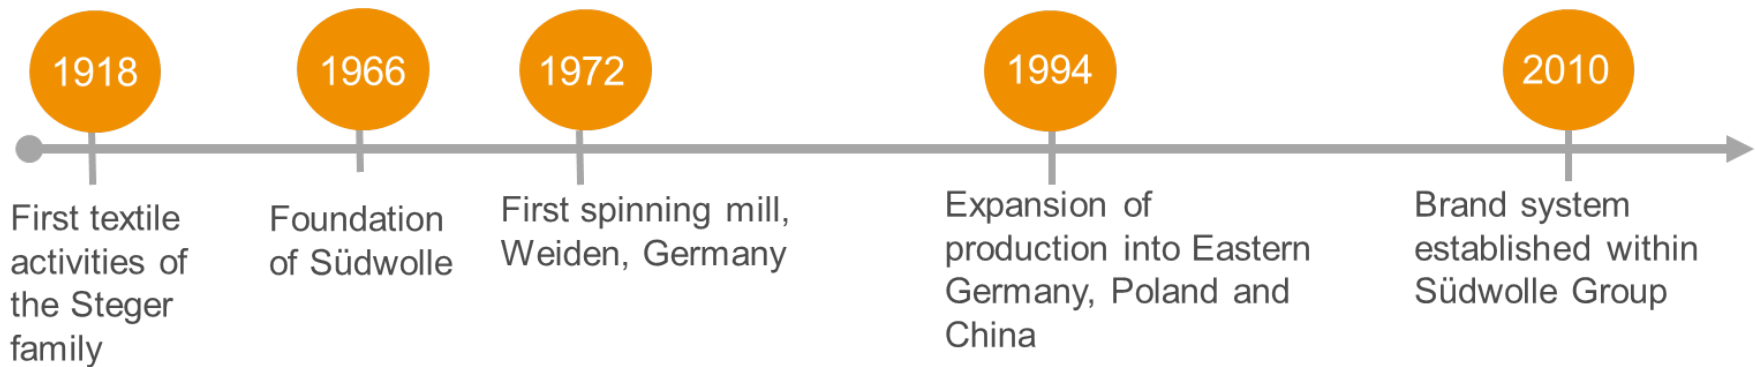 1918
First textile
activities of
the Steger
family
1966
Foundation
of Südwolle
1972
First spinning mill,
Weiden, Germany
1994
Expansion of
production into Eastern
Germany, Poland and
China
2010
Brand system
established within
Südwolle Group